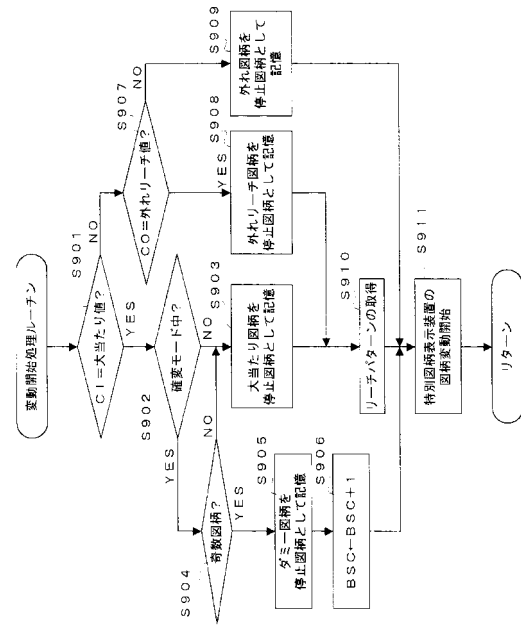 変動開始処理ルーチン
S901
C1=大当たり値?
NO
YES
S902
確変モード中?
YES
NO
S904
奇数図柄?
NO
YES
S905
ダミー図柄を
停止図柄として記憶
S906
BSC←BSC+1
S903
大当たり図柄を
停止図柄として記憶
S907
C0=外れリーチ値?
NO
YES
S908
外れリーチ図柄を
停止図柄として記憶
S909
外れ図柄を
停止図柄として
記憶
S910
リーチパターンの取得
S911
特別図柄表示装置の
図柄変動開始
リターン